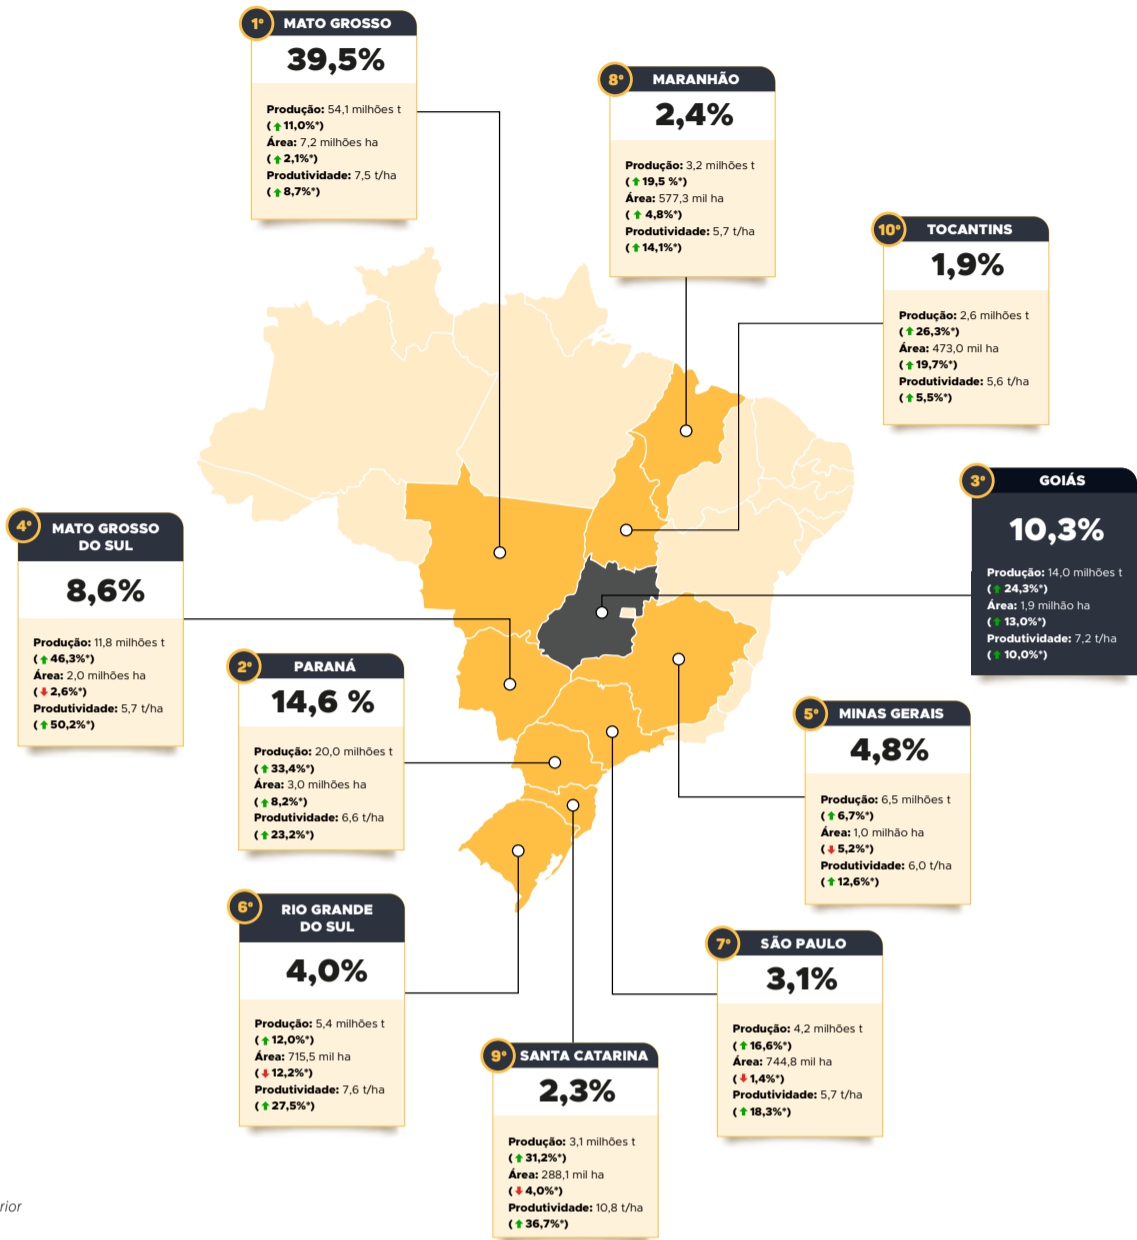 1º MATO GROSSO
39,5%
Produção: 54,1 milhões t
(11,0%*)
Área: 7,2 milhões ha
(2,1%*)
Produtividade: 7,5 t/ha
(8,7%*)
8º MARANHÃO
2,4%
Produção: 3,2 milhões t
(19,5 %*)
Área: 577,3 mil ha
(4,8%*)
Produtividade: 5,7 t/ha
(14,1%*)
10º TOCANTINS
1,9%
Produção: 2,6 milhões t
(26,3%*)
Área: 473,0 mil ha
(19,7%*)
Produtividade: 5,6 t/ha
(5,5%*)
3º GOIÁS
10,3%
Produção: 14,0 milhões t
(24,3%*)
Área: 1,9 milhão ha
(13,0%*)
Produtividade: 7,2 t/ha
(10,0%*)
4º MATO GROSSO
DO SUL
8,6%
Produção: 11,8 milhões t
(46,3%*)
Área: 2,0 milhões ha
(2,6%*)
Produtividade: 5,7 t/ha
(50,2%*)
2º PARANÁ
14,6 %
Produção: 20,0 milhões t
(33,4%*)
Área: 3,0 milhões ha
(8,2%*)
Produtividade: 6,6 t/ha
(23,2%*)
5º MINAS GERAIS
4,8%
Produção: 6,5 milhões t
(6,7%*)
Área: 1,0 milhão ha
(5,2%*)
Produtividade: 6,0 t/ha
(12,6%*)
6º RIO GRANDE
DO SUL
4,0%
Produção: 5,4 milhões t
(12,0%*)
Área: 715,5 mil ha
(12,2%*)
Produtividade: 7,6 t/ha
(27,5%*)
7º SÃO PAULO
3,1%
Produção: 4,2 milhões t
(16,6%*)
Área: 744,8 mil ha
(1,4%*)
Produtividade: 5,7 t/ha
(18,3%*)
9º SANTA CATARINA
2,3%
Produção: 3,1 milhões t
(31,2%*)
Área: 288,1 mil ha
(4,0%*)
Produtividade: 10,8 t/ha
(36,7%*)
rior